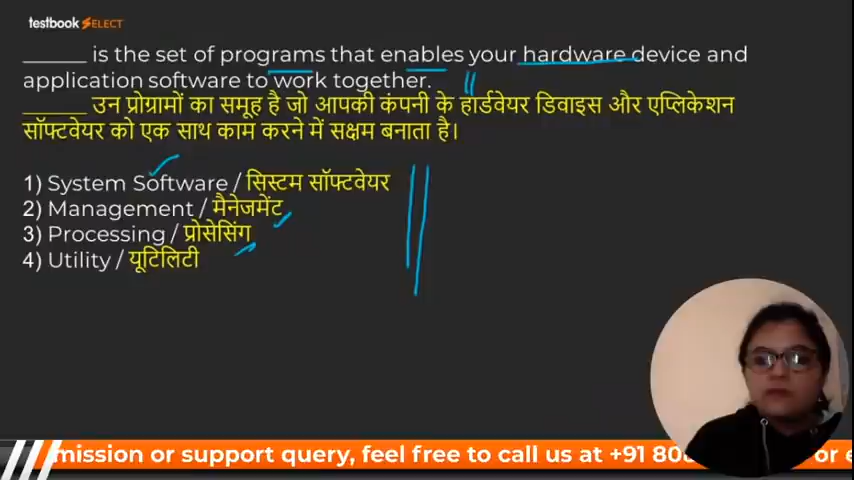 testbook SELECT
______ is the set of programs that enables your hardware device and
application software to work together.
______ उन प्रोग्रामों का समूह है जो आपकी कंपनी के हार्डवेयर डिवाइस और एप्लिकेशन
सॉफ्टवेयर को एक साथ काम करने में सक्षम बनाता है।
1) System Software / सिस्टम सॉफ्टवेयर
2) Management / मैनेजमेंट
3) Processing / प्रोसेसिंग
4) Utility / यूटिलिटी
mission or support query, feel free to call us at +91 80 or e